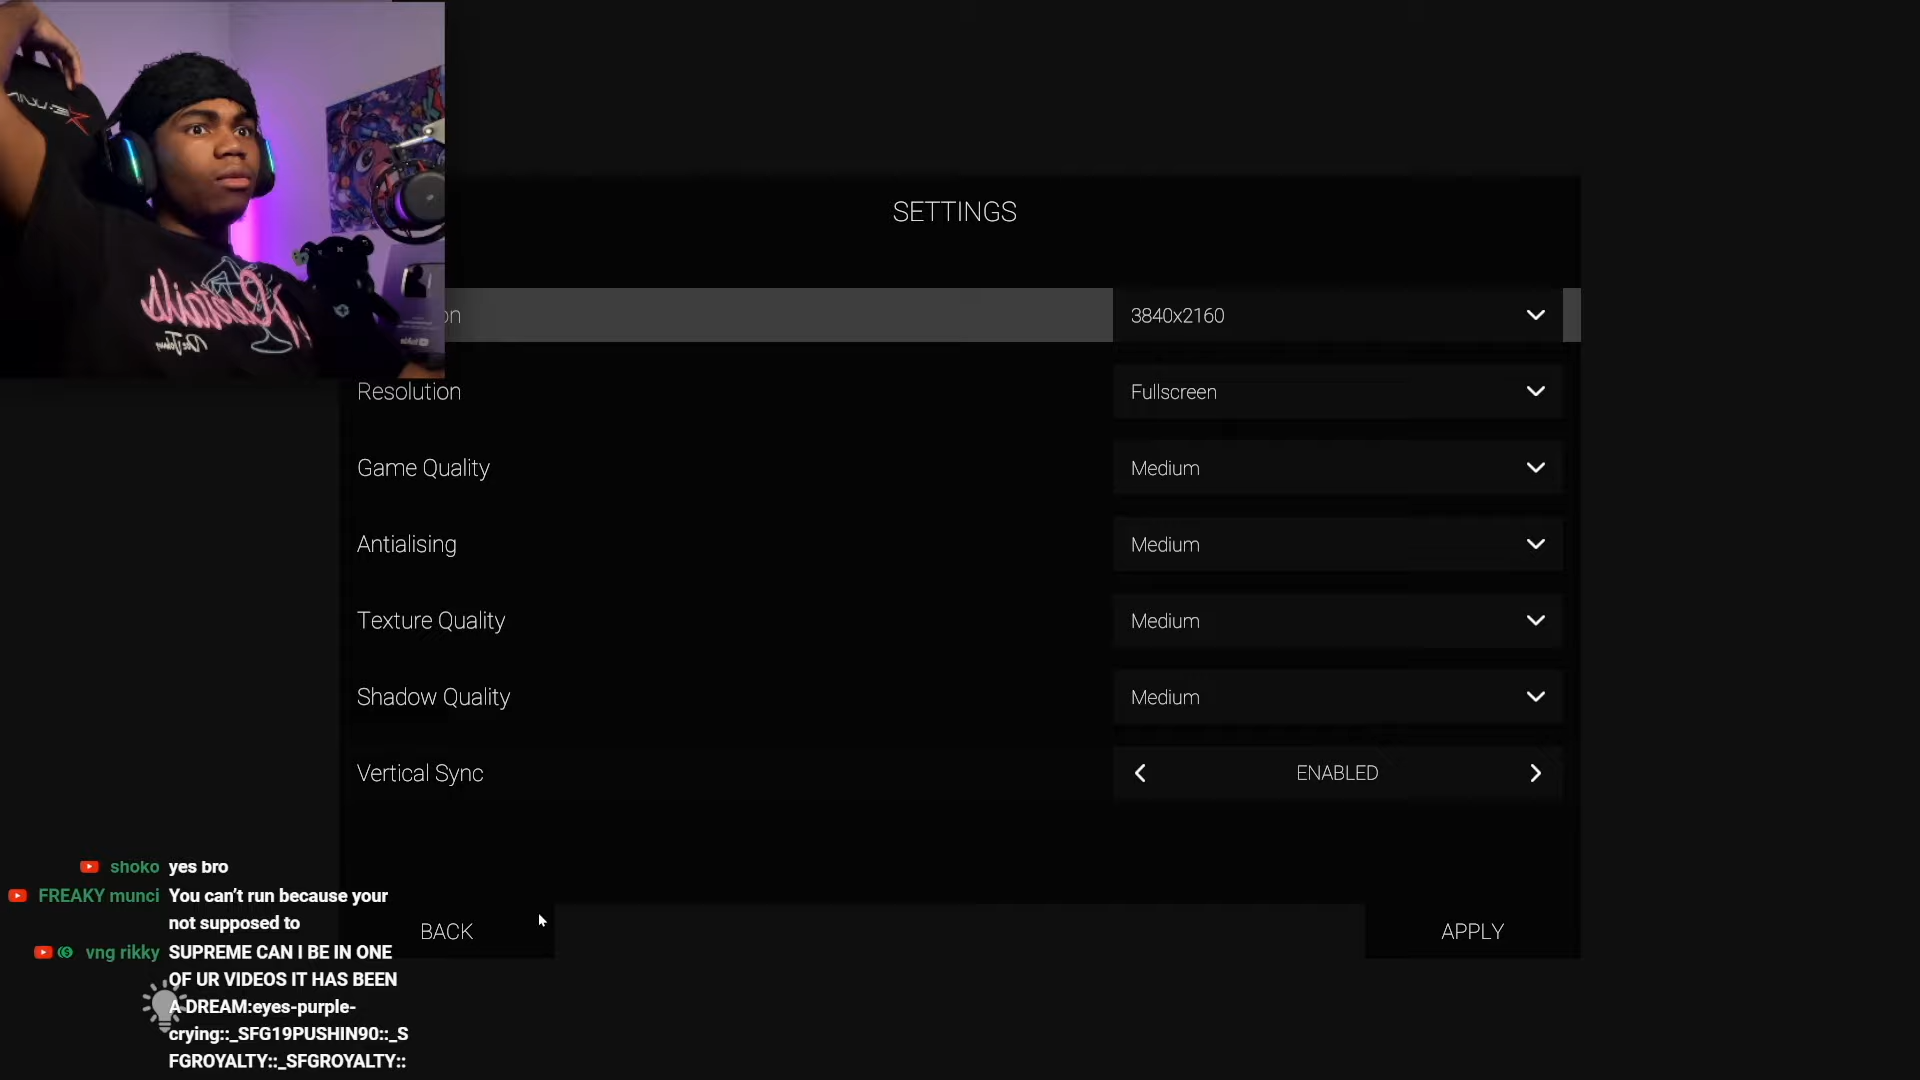 SETTINGS
on 3840x2160
Resolution Fullscreen
Game Quality Medium
Antialising Medium
Texture Quality Medium
Shadow Quality Medium
Vertical Sync ENABLED
BACK
APPLY
shoko yes bro
FREAKY munci You can’t run because your
not supposed to
vng rikky SUPREME CAN I BE IN ONE
OF UR VIDEOS IT HAS BEEN
A DREAM:eyes-purple-
crying::_SFG19PUSHIN90::_S
FGROYALTY::_SFGROYALTY::